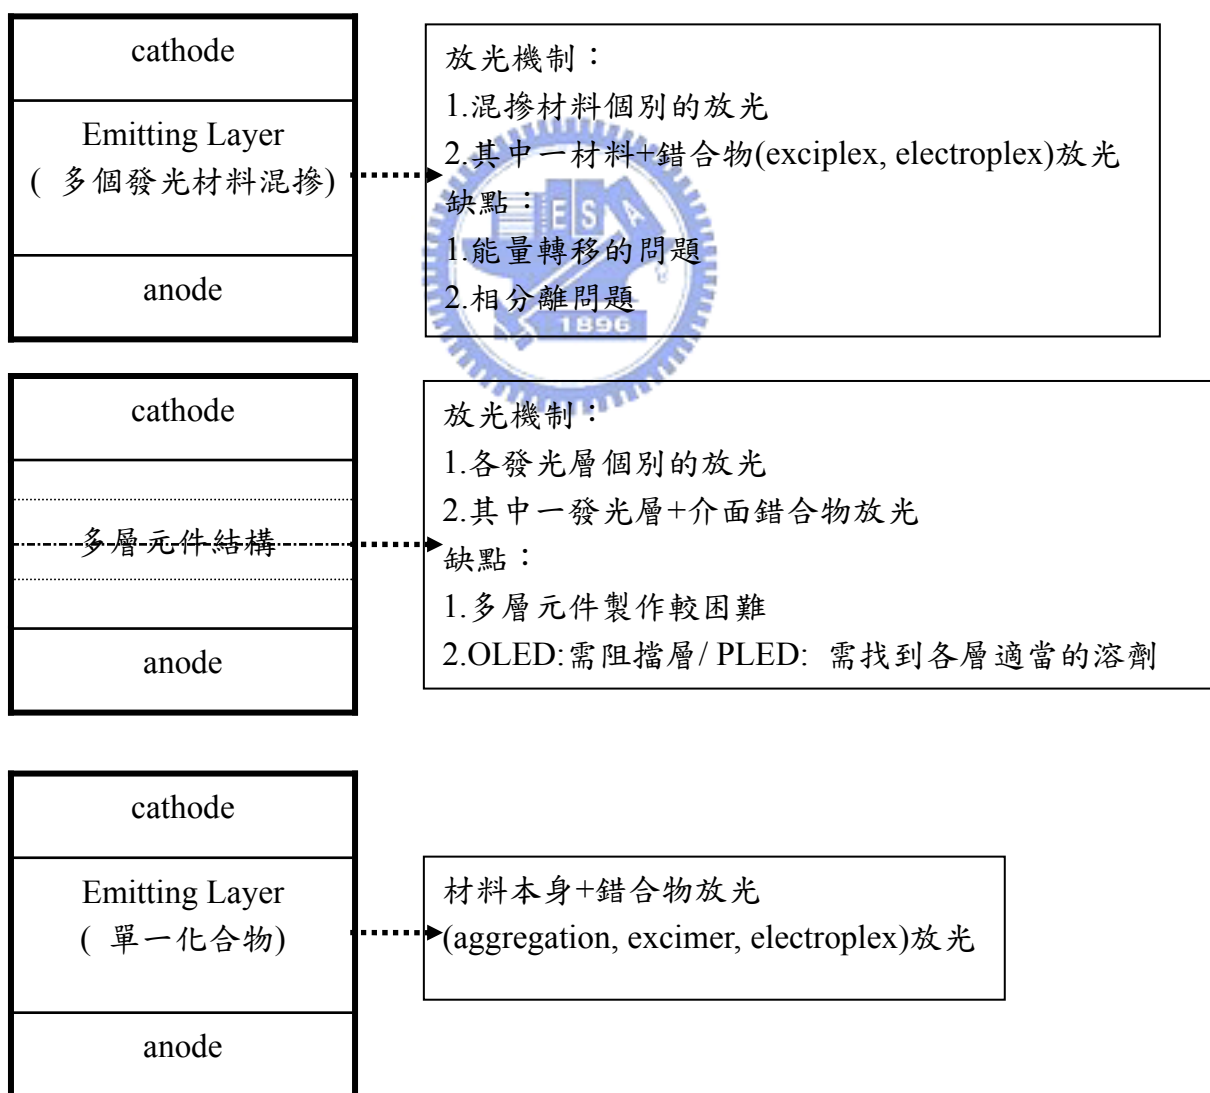 cathode
Emitting Layer
( 多個發光材料混摻)
anode
放光機制：
1.混摻材料個別的放光
2.其中一材料+錯合物(exciplex, electroplex)放光
缺點：
1.能量轉移的問題
2.相分離問題
E S A
1896
cathode
多層元件結構
anode
放光機制：
1.各發光層個別的放光
2.其中一發光層+介面錯合物放光
缺點：
1.多層元件製作較困難
2.OLED:需阻擋層/ PLED: 需找到各層適當的溶劑
cathode
Emitting Layer
( 單一化合物)
anode
材料本身+錯合物放光
(aggregation, excimer, electroplex)放光